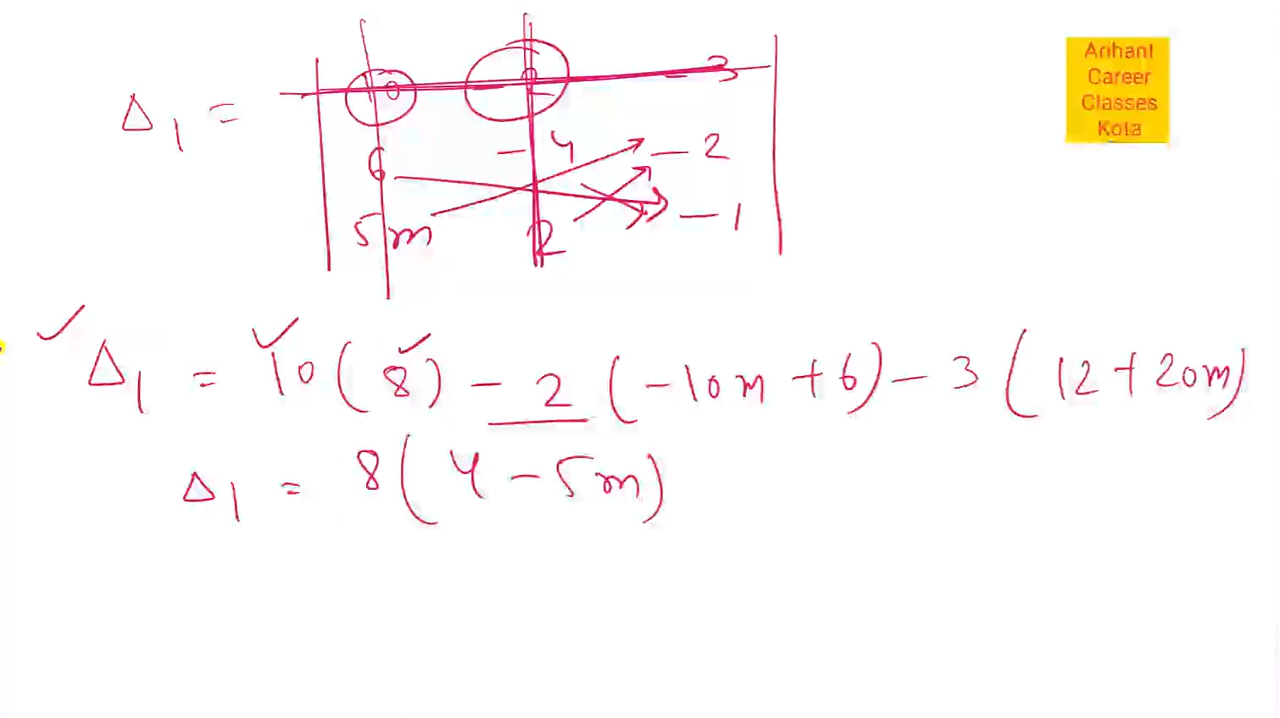 Arihant
Career
Classes
Kota
Δ₁ =
0 2 -3
6 -4 -2
5m 2 -1
Δ₁ = 10(8) - 2(-10m + 6) - 3(12 + 20m)
Δ₁ = 8(4 - 5m)